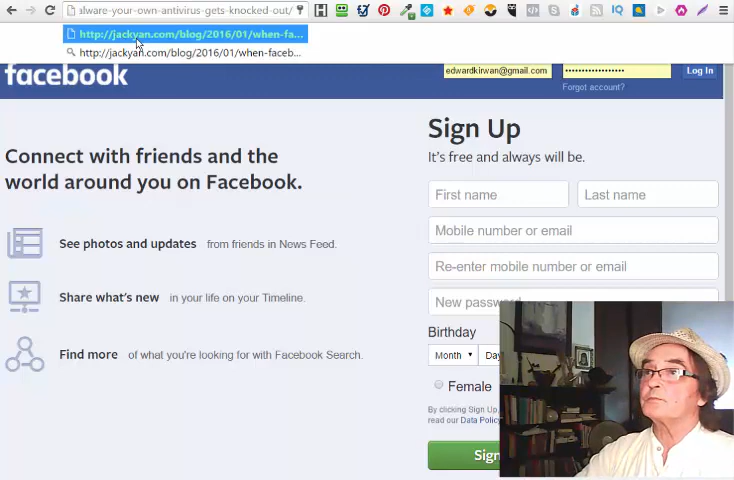 slware-your-own-antivirus-gets-knocked-out/
http://jackyan.com/blog/2016/01/when-fa...
http://jackyan.com/blog/2016/01/when-faceb...
facebook
edwardkirwan@gmail.com
Log In
Forgot account?
Sign Up
It's free and always will be.
Connect with friends and the
world around you on Facebook.
First name
Last name
Mobile number or email
See photos and updates from friends in News Feed.
Re-enter mobile number or email
Share what's new in your life on your Timeline.
New password
Birthday
Month
Day
Find more of what you're looking for with Facebook Search.
Female
By clicking Sign Up,
read our Data Policy
Sign